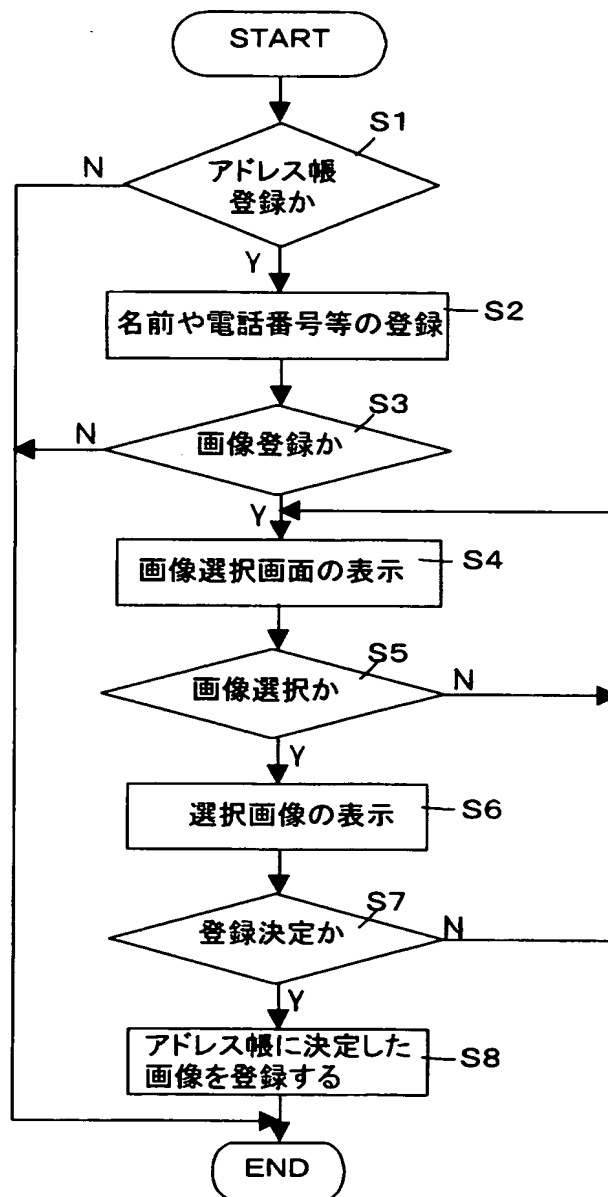 START
S1
N
アドレス帳
登録か
Y
名前や電話番号等の登録
S2
S3
N
画像登録か
Y
画像選択画面の表示
S4
S5
画像選択か
N
Y
選択画像の表示
S6
S7
登録決定か
N
Y
アドレス帳に決定した
画像を登録する
S8
END